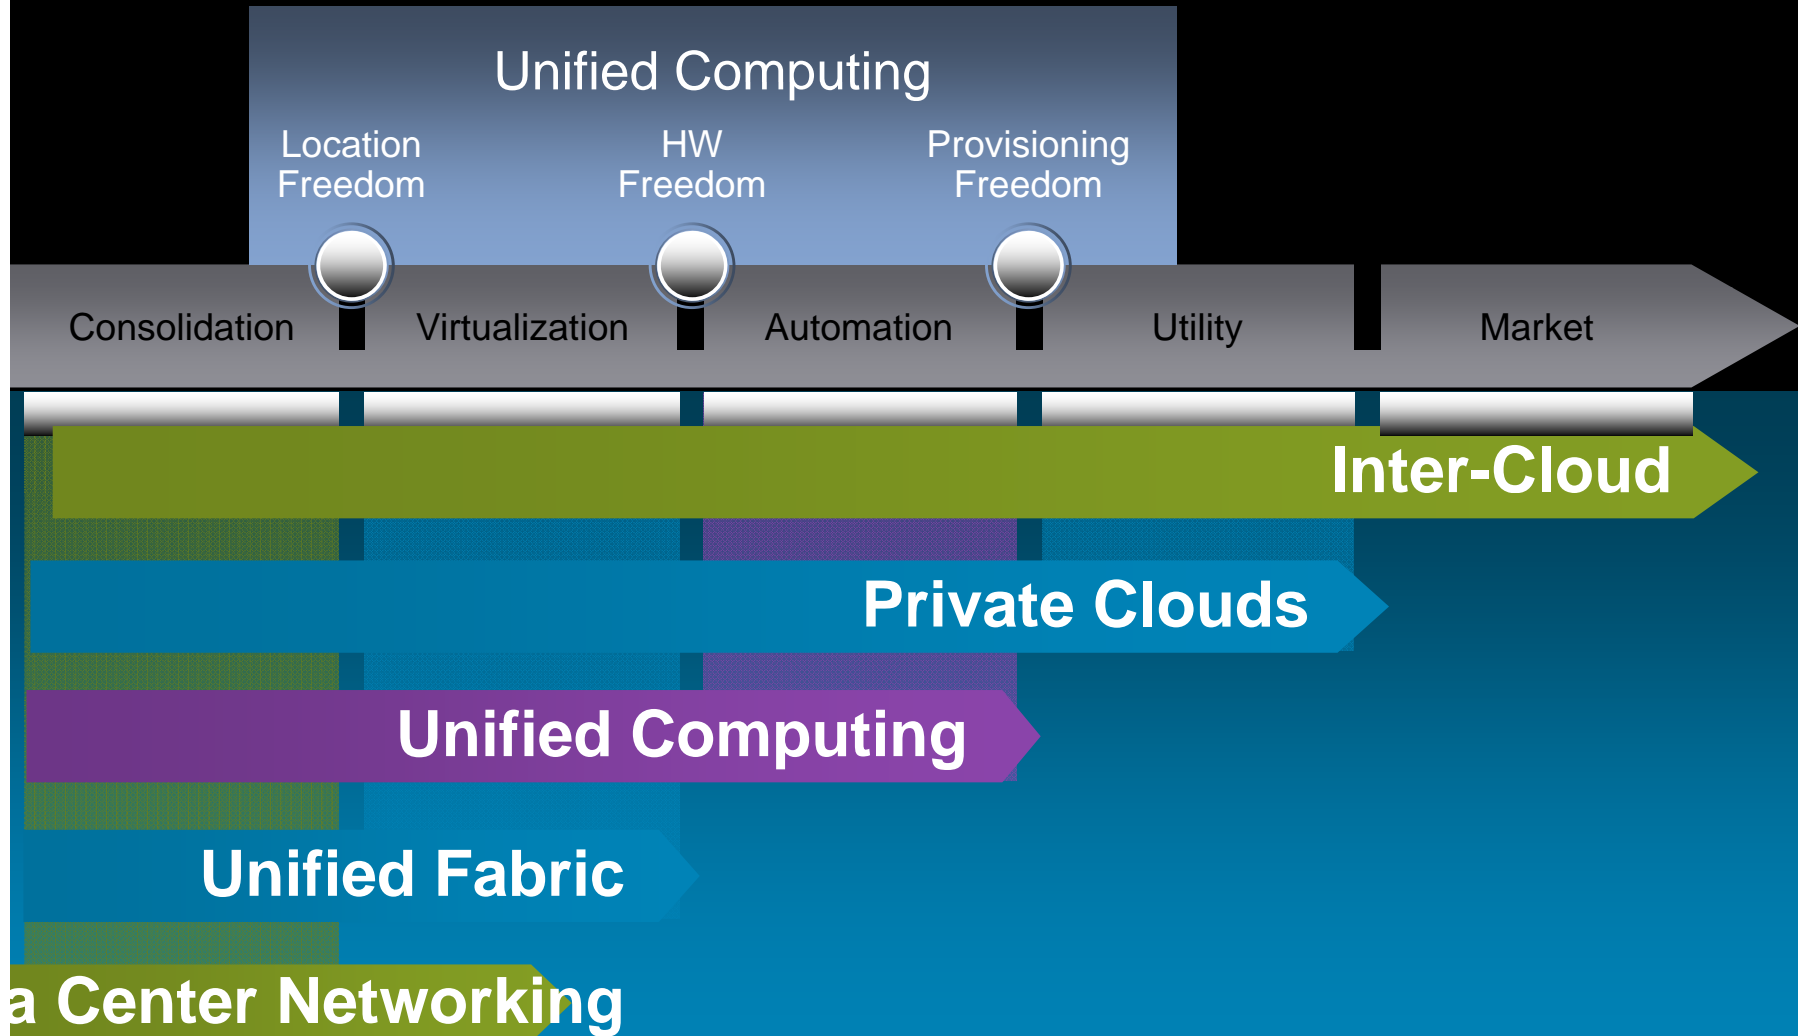 Unified Computing
Location
Freedom
HW
Freedom
Provisioning
Freedom
Consolidation
Virtualization
Automation
Utility
Market
Inter-Cloud
Private Clouds
Unified Computing
Unified Fabric
a Center Networking